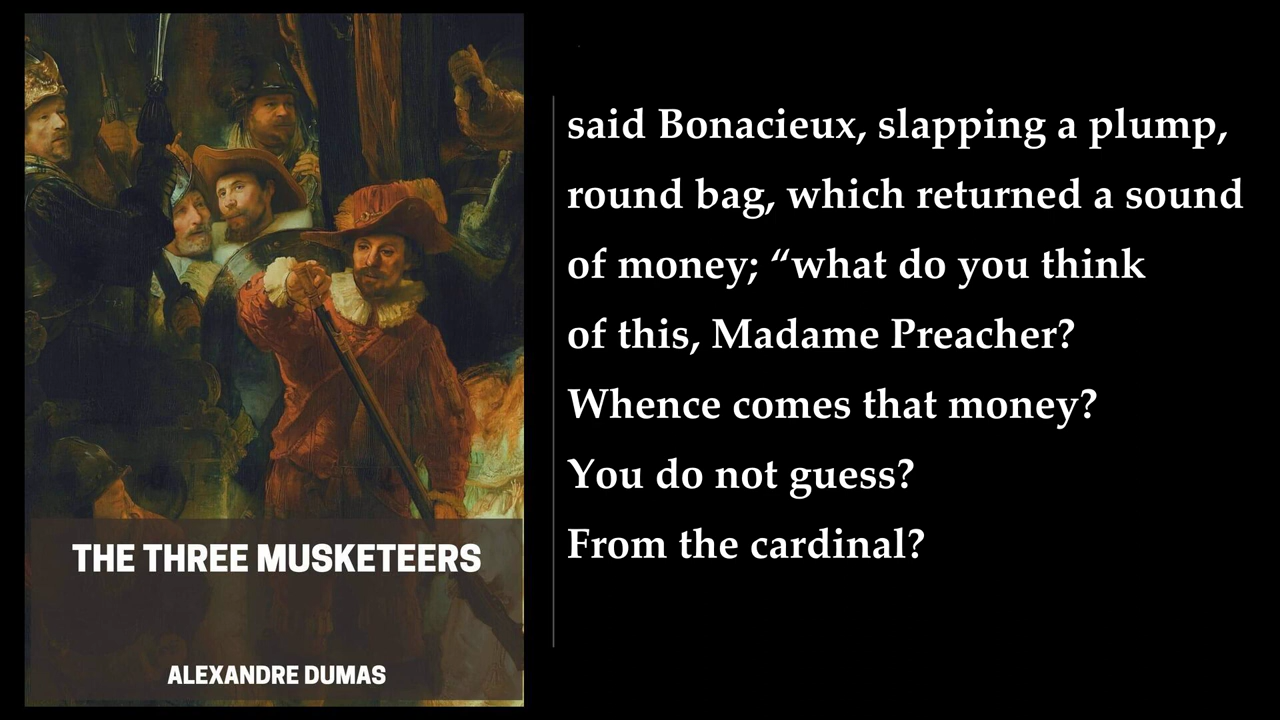 THE THREE MUSKETEERS
ALEXANDRE DUMAS
said Bonacieux, slapping a plump,
round bag, which returned a sound
of money; “what do you think
of this, Madame Preacher?
Whence comes that money?
You do not guess?
From the cardinal?